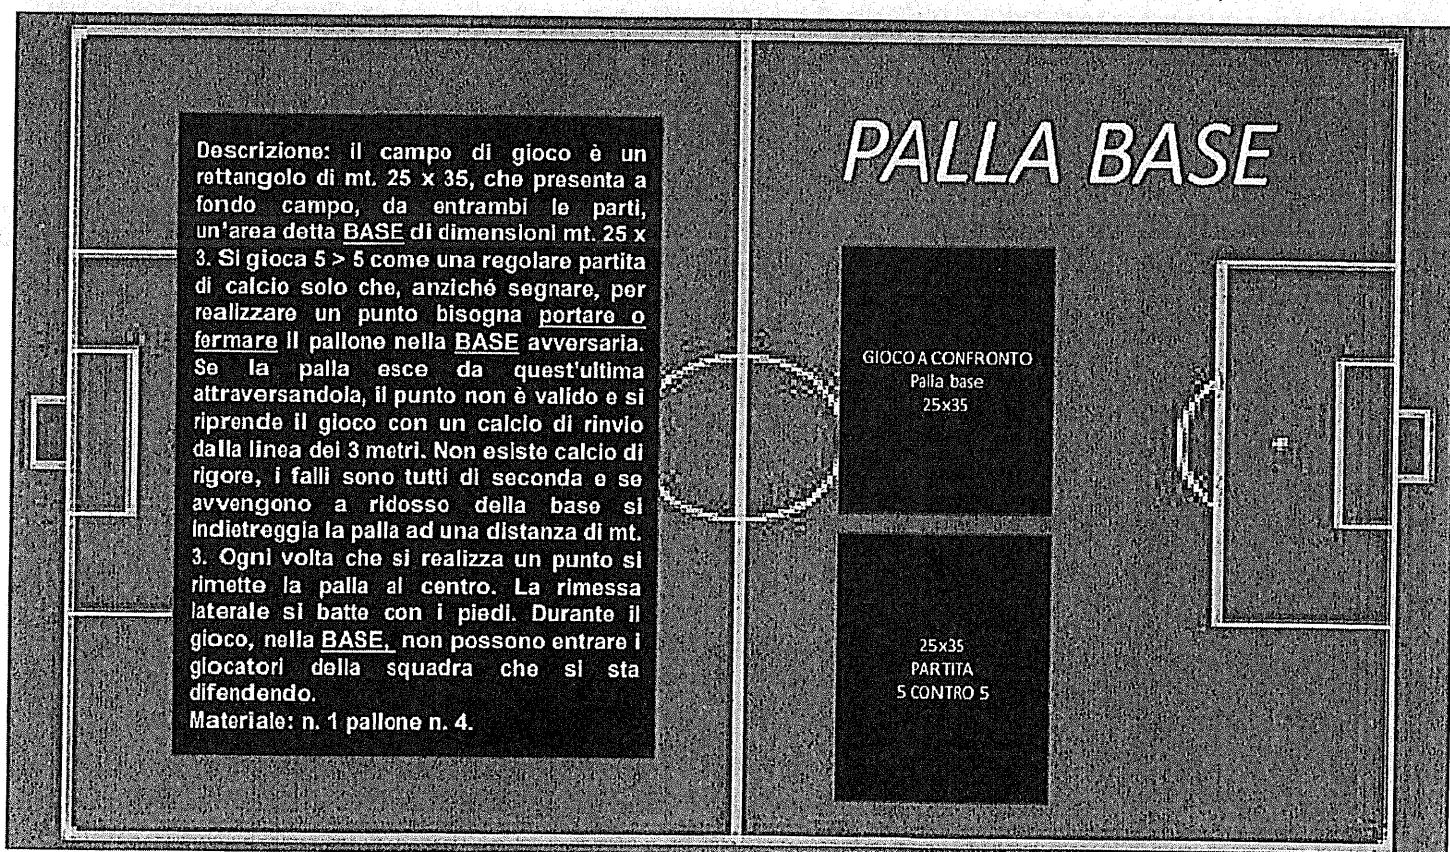 PALLA BASE
Descrizione: il campo di gioco è un
rettangolo di mt. 25 x 35, che presenta a
fondo campo, da entrambi le parti,
un'area detta BASE di dimensioni mt. 25 x
3. Si gioca 5 > 5 come una regolare partita
di calcio solo che, anziché segnare, per
realizzare un punto bisogna portare o
fermare il pallone nella BASE avversaria.
Se la palla esce da quest'ultima
attraversandola, il punto non è valido e si
riprende il gioco con un calcio di rinvio
dalla linea dei 3 metri. Non esiste calcio di
rigore, i falli sono tutti di seconda e se
avvengono a ridosso della base si
indietreggia la palla ad una distanza di mt.
3. Ogni volta che si realizza un punto si
rimette la palla al centro. La rimessa
laterale si batte con i piedi. Durante il
gioco, nella BASE, non possono entrare i
giocatori della squadra che si sta
difendendo.
Materiale: n. 1 pallone n. 4.
GIOCO A CONFRONTO
Palla base
25x35
25x35
PARTITA
5 CONTRO 5